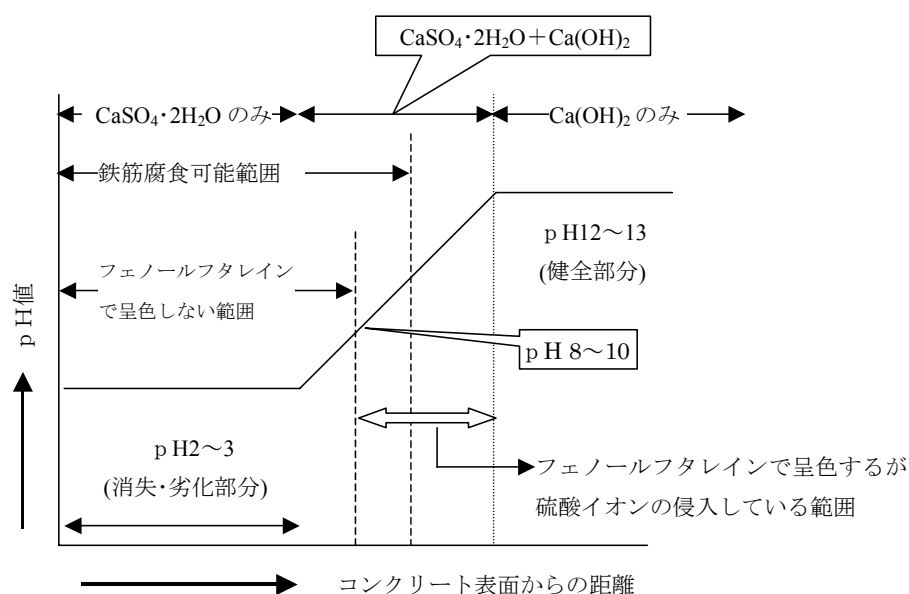 CaSO₄･2H₂O＋Ca(OH)₂
CaSO₄･2H₂O のみ
Ca(OH)₂ のみ
鉄筋腐食可能範囲
ｐH12～13
(健全部分)
フェノールフタレイン
で呈色しない範囲
ｐH 8～10
ｐH値
ｐH2～3
(消失･劣化部分)
フェノールフタレインで呈色するが
硫酸イオンの侵入している範囲
コンクリート表面からの距離